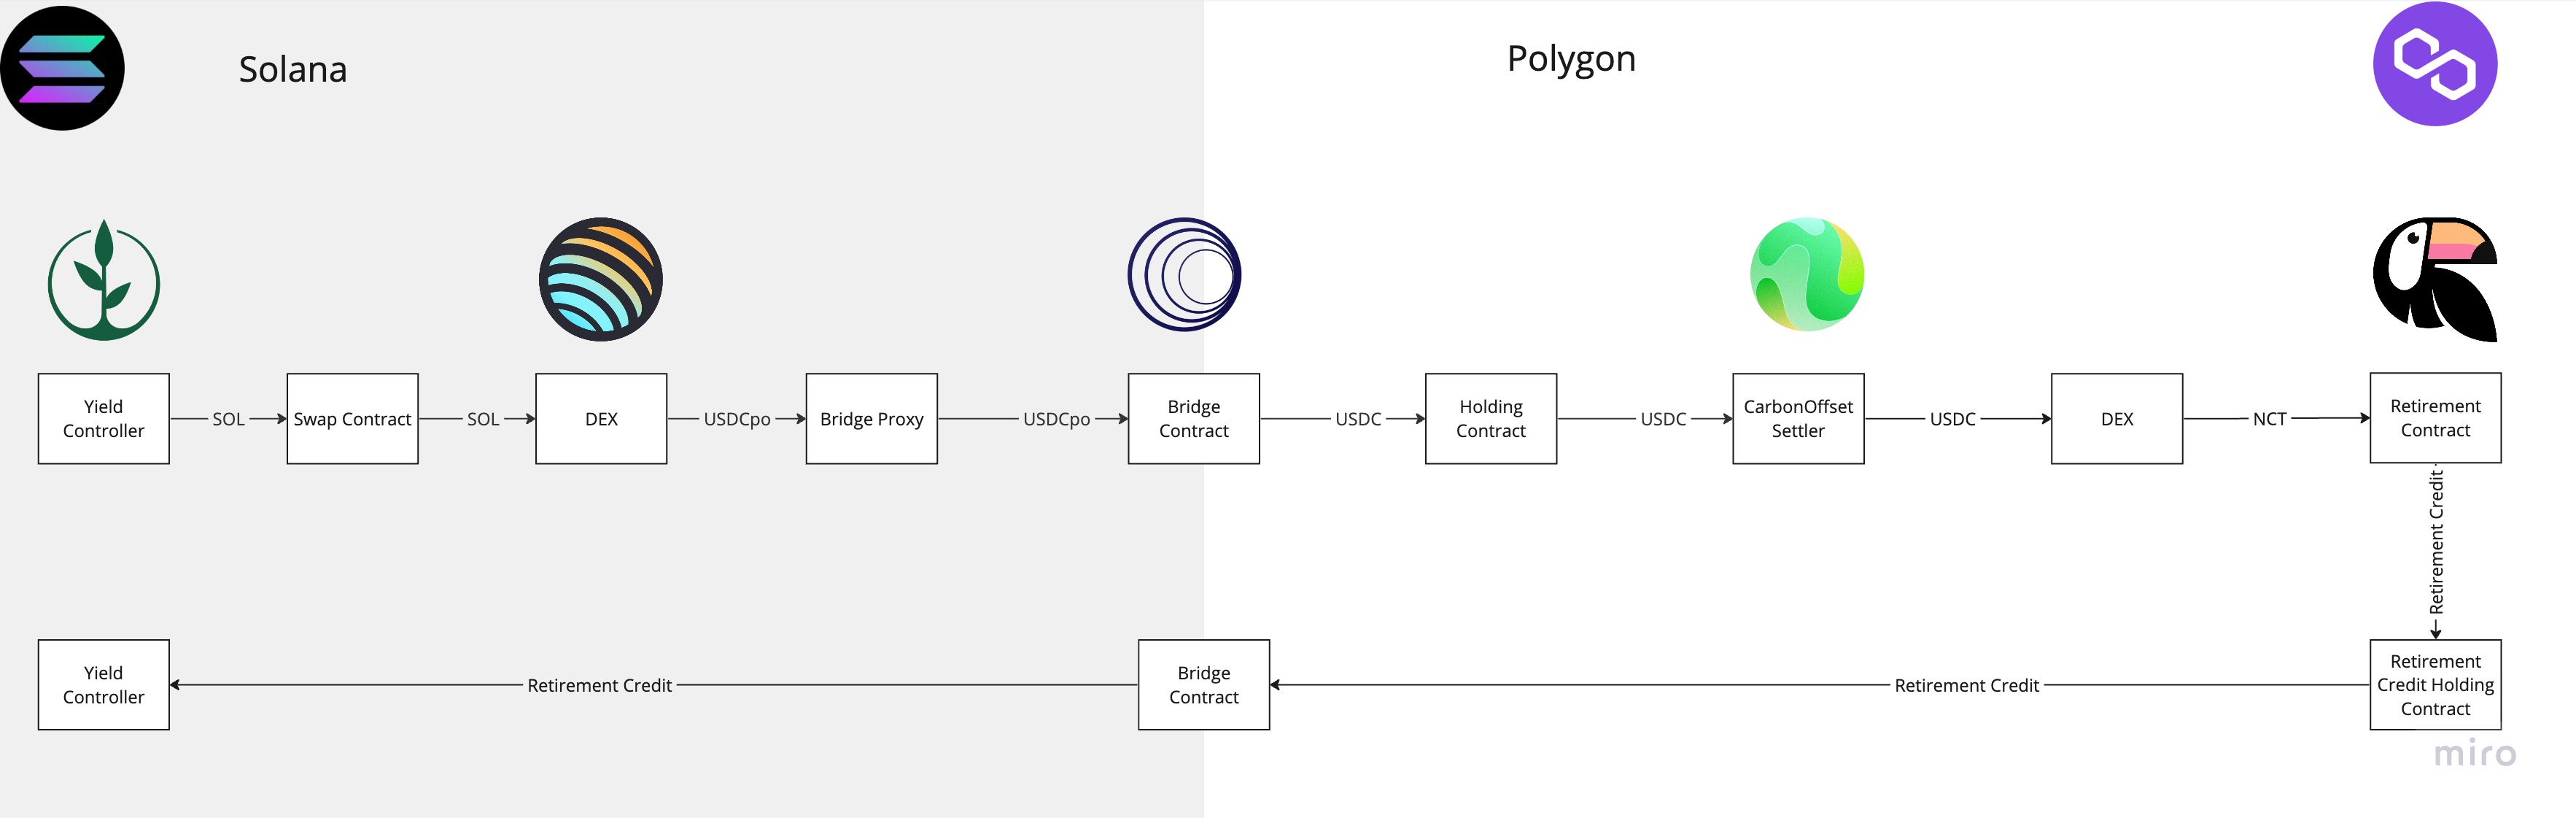 Solana
Polygon
Yield
Controller
SOL
Swap Contract
SOL
DEX
USDCpo
Bridge Proxy
USDCpo
Bridge
Contract
USDC
Holding
Contract
USDC
CarbonOffset
Settler
USDC
DEX
NCT
Retirement
Contract
Retirement Credit
Yield
Controller
Retirement Credit
Bridge
Contract
Retirement Credit
Retirement
Credit Holding
Contract
miro